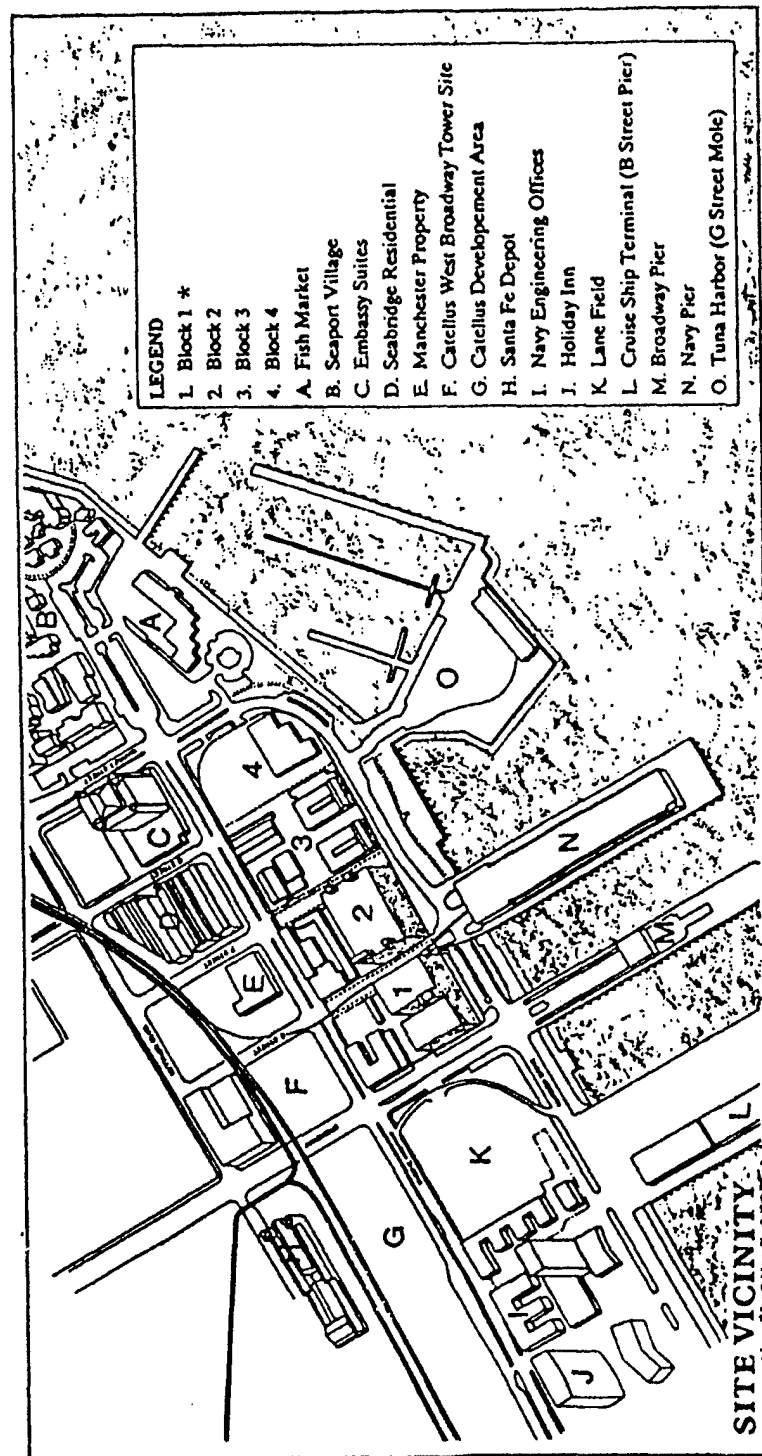 LEGEND
1. Block 1 *
2. Block 2
3. Block 3
4. Block 4
A. Fish Market
B. Seaport Village
C. Embassy Suites
D. Seabridge Residential
E. Manchester Property
F. Catellus West Broadway Tower Site
G. Catellus Developement Area
H. Santa Fe Depot
I. Navy Engineering Offices
J. Holiday Inn
K. Lane Field
L. Cruise Ship Terminal (B Street Pier)
M. Broadway Pier
N. Navy Pier
O. Tuna Harbor (G Street Mole)
B
A
C
D
4
O
3
E
2
N
1
F
M
K
G
L
I
J
SITE VICINITY